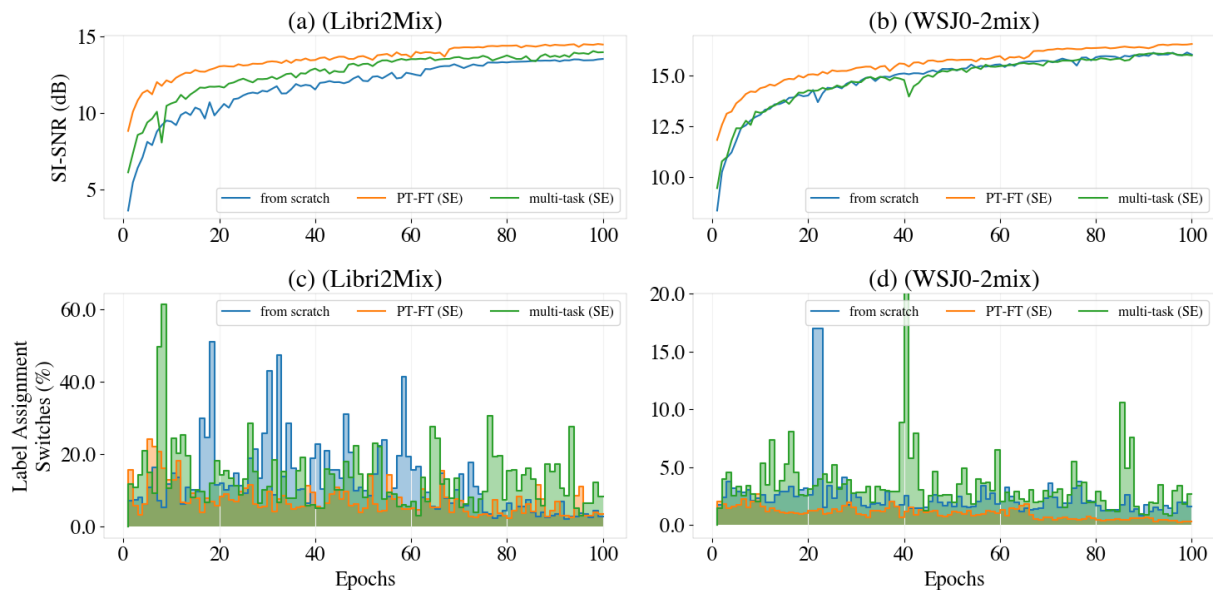 (a) (Libri2Mix)
(b) (WSJ0-2mix)
SI-SNR (dB)
15
10
5
15.0
12.5
10.0
from scratch PT-FT (SE) multi-task (SE)
from scratch PT-FT (SE) multi-task (SE)
0 20 40 60 80 100
0 20 40 60 80 100
(c) (Libri2Mix)
(d) (WSJ0-2mix)
Label Assignment
Switches (%)
60.0
40.0
20.0
0.0
20.0
15.0
10.0
5.0
0.0
from scratch PT-FT (SE) multi-task (SE)
from scratch PT-FT (SE) multi-task (SE)
0 20 40 60 80 100
0 20 40 60 80 100
Epochs
Epochs